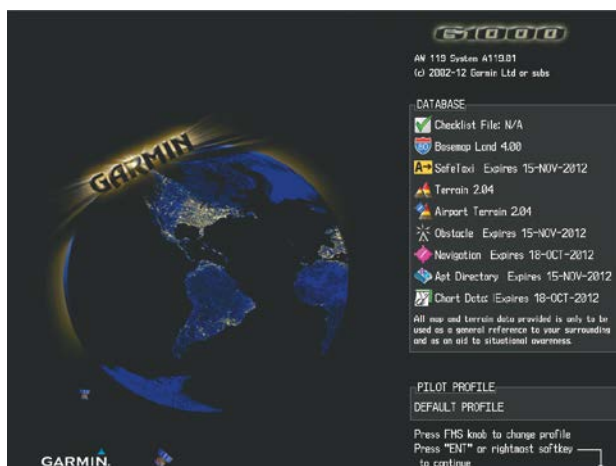 G1000
AW 119 System A119.01
(c) 2002-12 Garmin Ltd or subs
GARMIN
DATABASE
Checklist File: N/A
80
Basemap Land 4.00
A→
SafeTaxi Expires 15-NOV-2012
Terrain 2.04
Airport Terrain 2.04
Obstacle Expires 15-NOV-2012
Navigation Expires 18-OCT-2012
Apt Directory Expires 15-NOV-2012
Chart Data: Expires 18-OCT-2012
All map and terrain data provided is only to be
used as a general reference to your surrounding
and as an aid to situational awareness.
PILOT PROFILE
DEFAULT PROFILE
Press FMS knob to change profile
Press "ENT" or rightmost softkey
to continue
GARMIN.